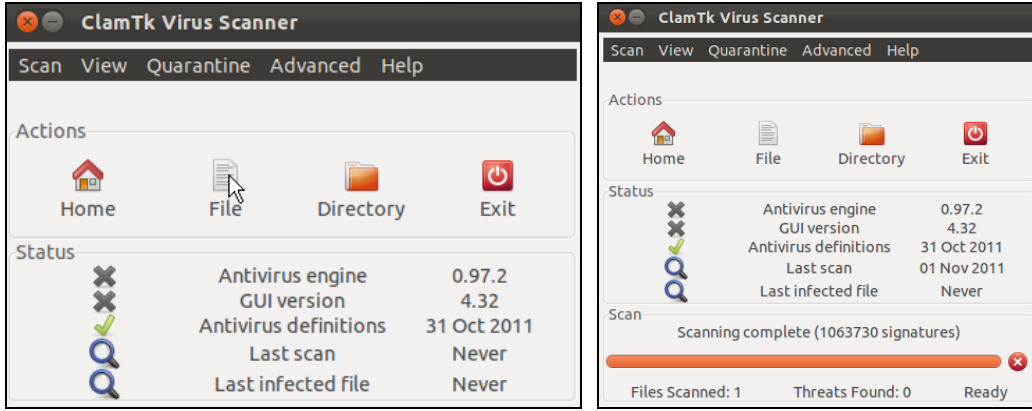 ClamTk Virus Scanner
Scan View Quarantine Advanced Help
Actions
Home File Directory Exit
Status
Antivirus engine 0.97.2
GUI version 4.32
Antivirus definitions 31 Oct 2011
Last scan Never
Last infected file Never
ClamTk Virus Scanner
Scan View Quarantine Advanced Help
Actions
Home File Directory Exit
Status
Antivirus engine 0.97.2
GUI version 4.32
Antivirus definitions 31 Oct 2011
Last scan 01 Nov 2011
Last infected file Never
Scan
Scanning complete (1063730 signatures)
Files Scanned: 1 Threats Found: 0 Ready